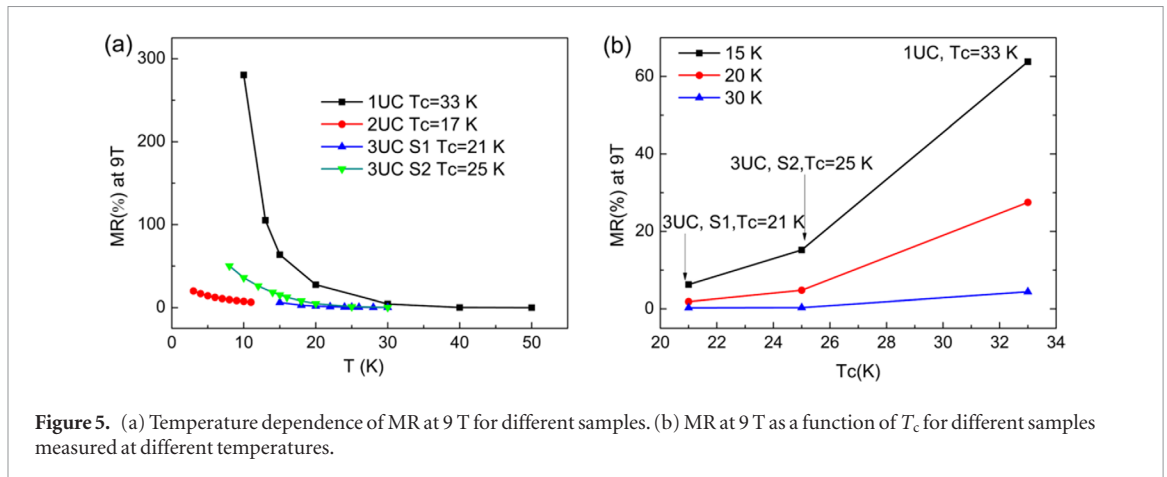 (a)
300
200
100
0
MR(%) at 9T
0 10 20 30 40 50
T (K)
1UC Tc=33 K
2UC Tc=17 K
3UC S1 Tc=21 K
3UC S2 Tc=25 K
(b)
60
40
20
0
MR(%) at 9T
20 22 24 26 28 30 32 34
Tc(K)
15 K
20 K
30 K
1UC, Tc=33 K
3UC, S2,Tc=25 K
3UC, S1,Tc=21 K
Figure 5. (a) Temperature dependence of MR at 9 T for different samples. (b) MR at 9 T as a function of Tc for different samples
measured at different temperatures.